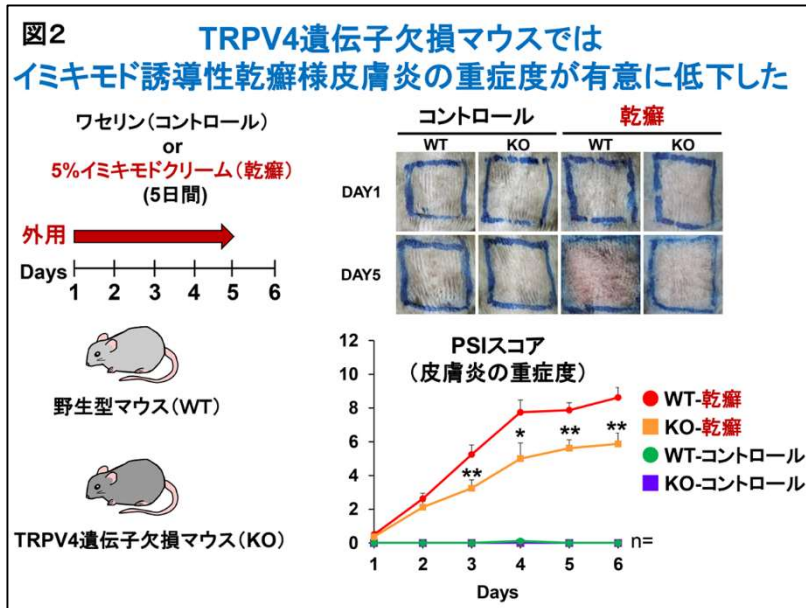 図2
TRPV4遺伝子欠損マウスでは
イミキモド誘導性乾癬様皮膚炎の重症度が有意に低下した
ワセリン（コントロール）
or
5%イミキモドクリーム（乾癬）
（5日間）
外用
Days
1 2 3 4 5 6
野生型マウス（WT）
TRPV4遺伝子欠損マウス（KO）
コントロール 乾癬
WT KO WT KO
DAY1
DAY5
PSIスコア
（皮膚炎の重症度）
12
10
8
6
4
2
0
** * ** **
1 2 3 4 5 6
Days
WT-乾癬
KO-乾癬
WT-コントロール
KO-コントロール
n=